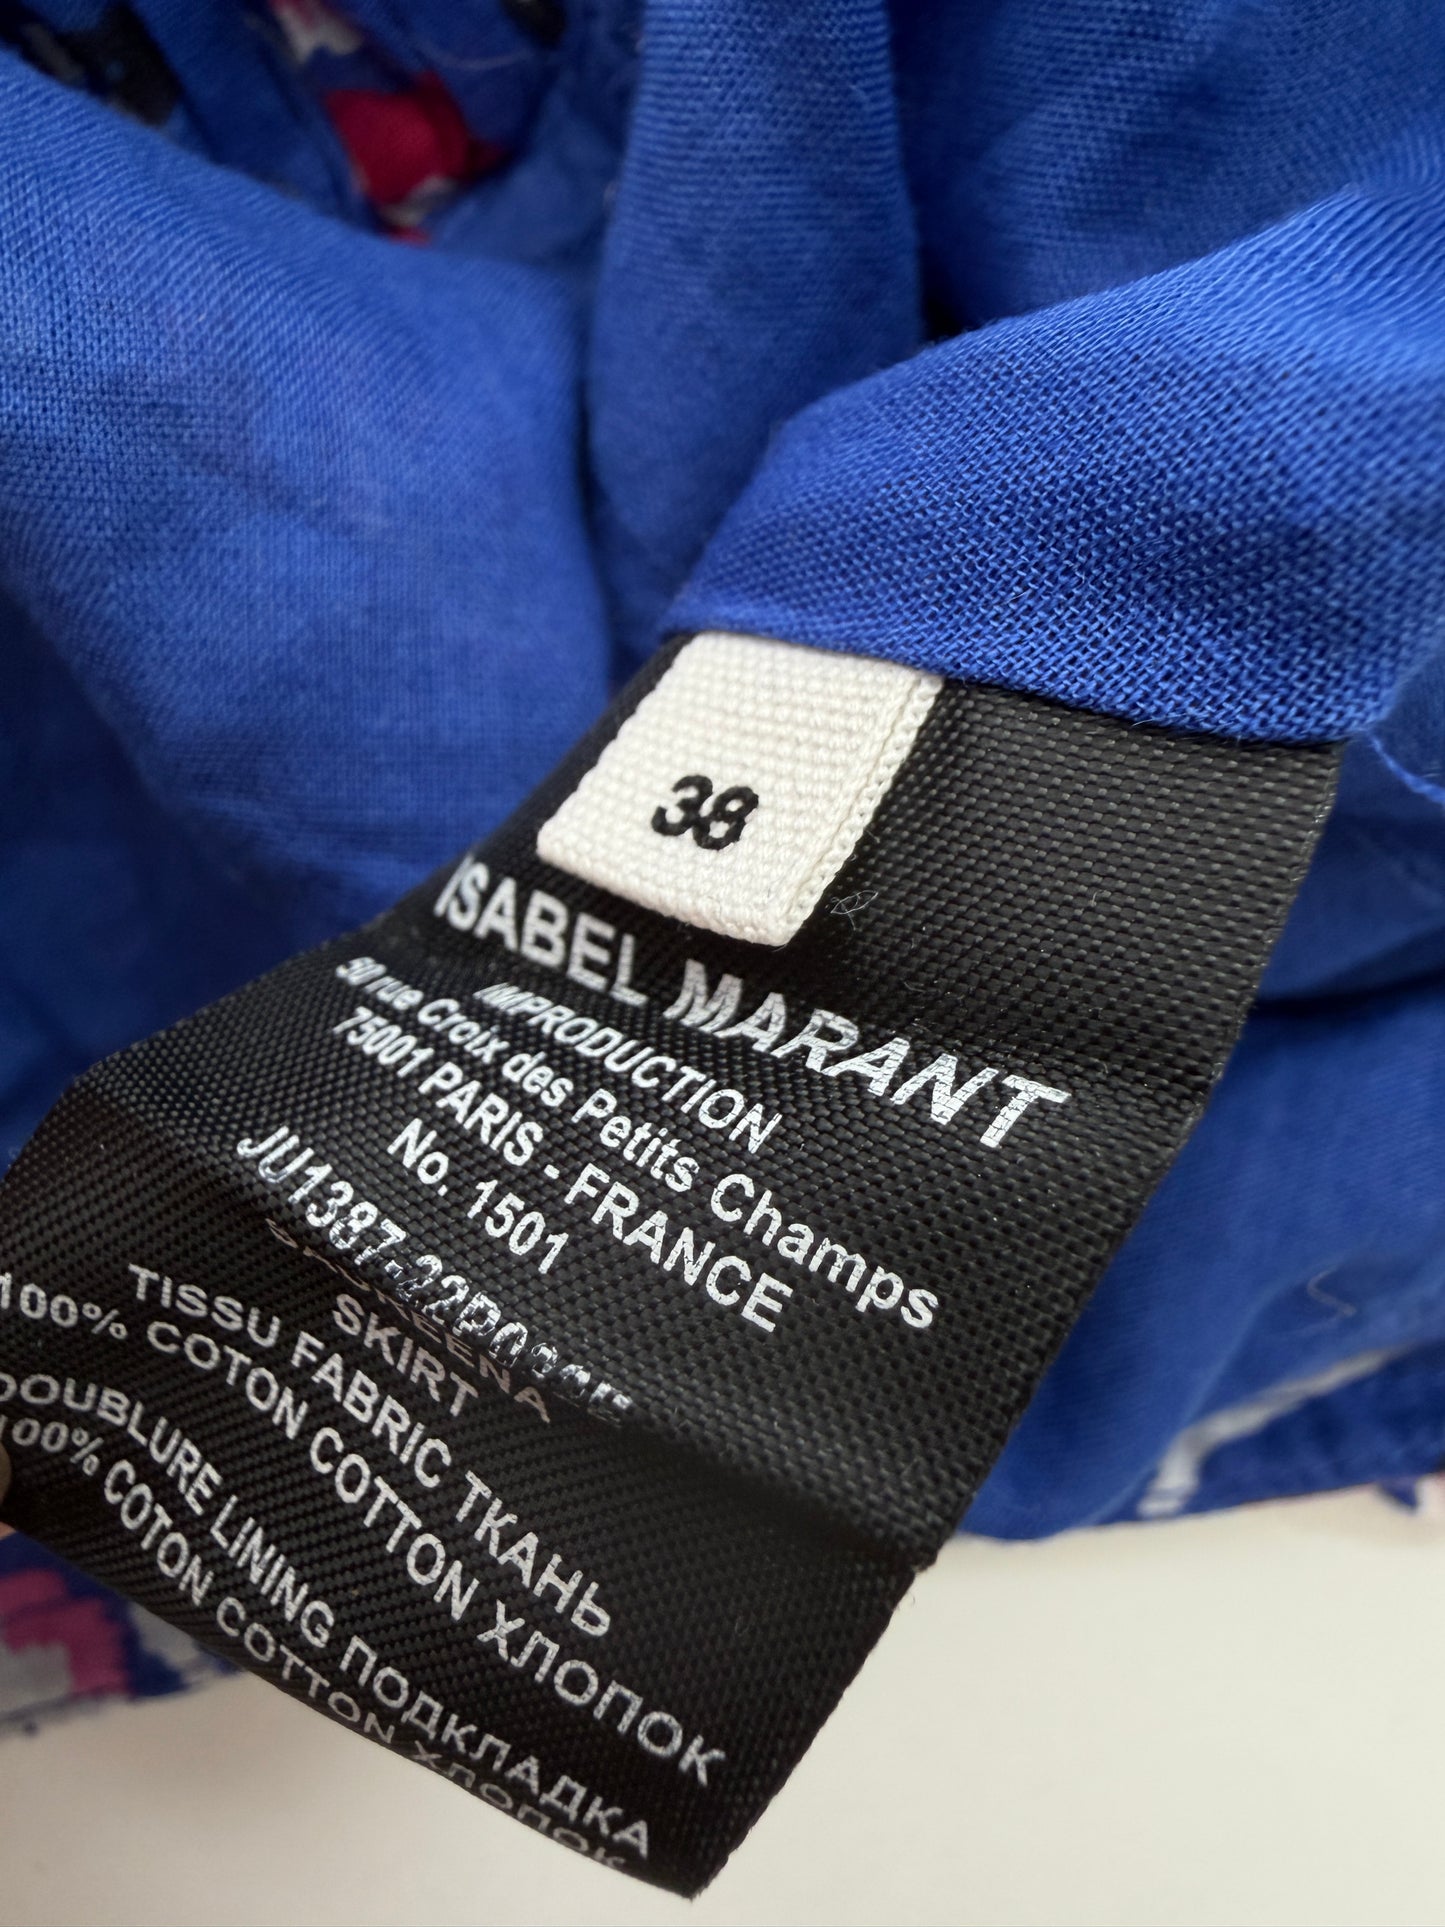 38
ISABEL MARANT
IMPRODUCTION
50 rue Croix des Petits Champs
75001 PARIS - FRANCE
No. 1501
SKIRT
TISSU FABRIC ТКАНЬ
100% COTON COTTON ХЛОПОК
DOUBLURE LINING ПОДКЛАДКА
100% COTON COTTON ХЛОПОК